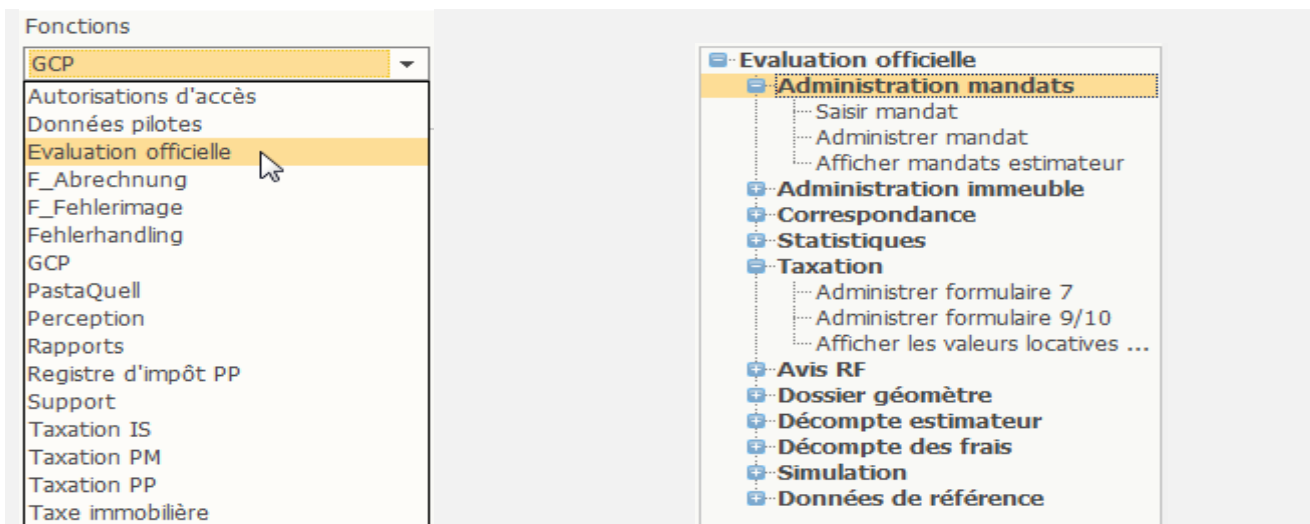 Fonctions
GCP
Autorisations d'accès
Données pilotes
Evaluation officielle
F_Abrechnung
F_Fehlerimage
Fehlerhandling
GCP
PastaQuell
Perception
Rapports
Registre d'impôt PP
Support
Taxation IS
Taxation PM
Taxation PP
Taxe immobilière
Evaluation officielle
Administration mandats
Saisir mandat
Administrer mandat
Afficher mandats estimateur
Administration immeuble
Correspondance
Statistiques
Taxation
Administrer formulaire 7
Administrer formulaire 9/10
Afficher les valeurs locatives ...
Avis RF
Dossier géomètre
Décompte estimateur
Décompte des frais
Simulation
Données de référence